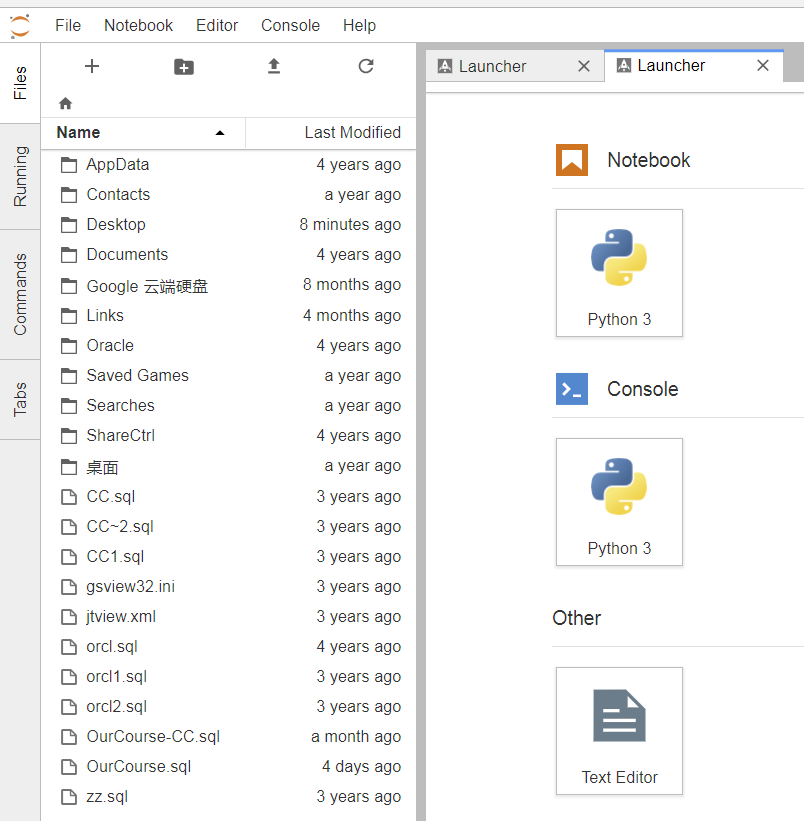 File Notebook Editor Console Help
Files
Running
Commands
Tabs
Name Last Modified
AppData 4 years ago
Contacts a year ago
Desktop 8 minutes ago
Documents 4 years ago
Google 云端硬盘 8 months ago
Links 4 months ago
Oracle 4 years ago
Saved Games a year ago
Searches a year ago
ShareCtrl 4 years ago
桌面 a year ago
CC.sql 3 years ago
CC~2.sql 3 years ago
CC1.sql 3 years ago
gsview32.ini 3 years ago
jtview.xml 3 years ago
orcl.sql 4 years ago
orcl1.sql 3 years ago
orcl2.sql 3 years ago
OurCourse-CC.sql a month ago
OurCourse.sql 4 days ago
zz.sql 3 years ago
Launcher Launcher
Notebook
Python 3
Console
Python 3
Other
Text Editor